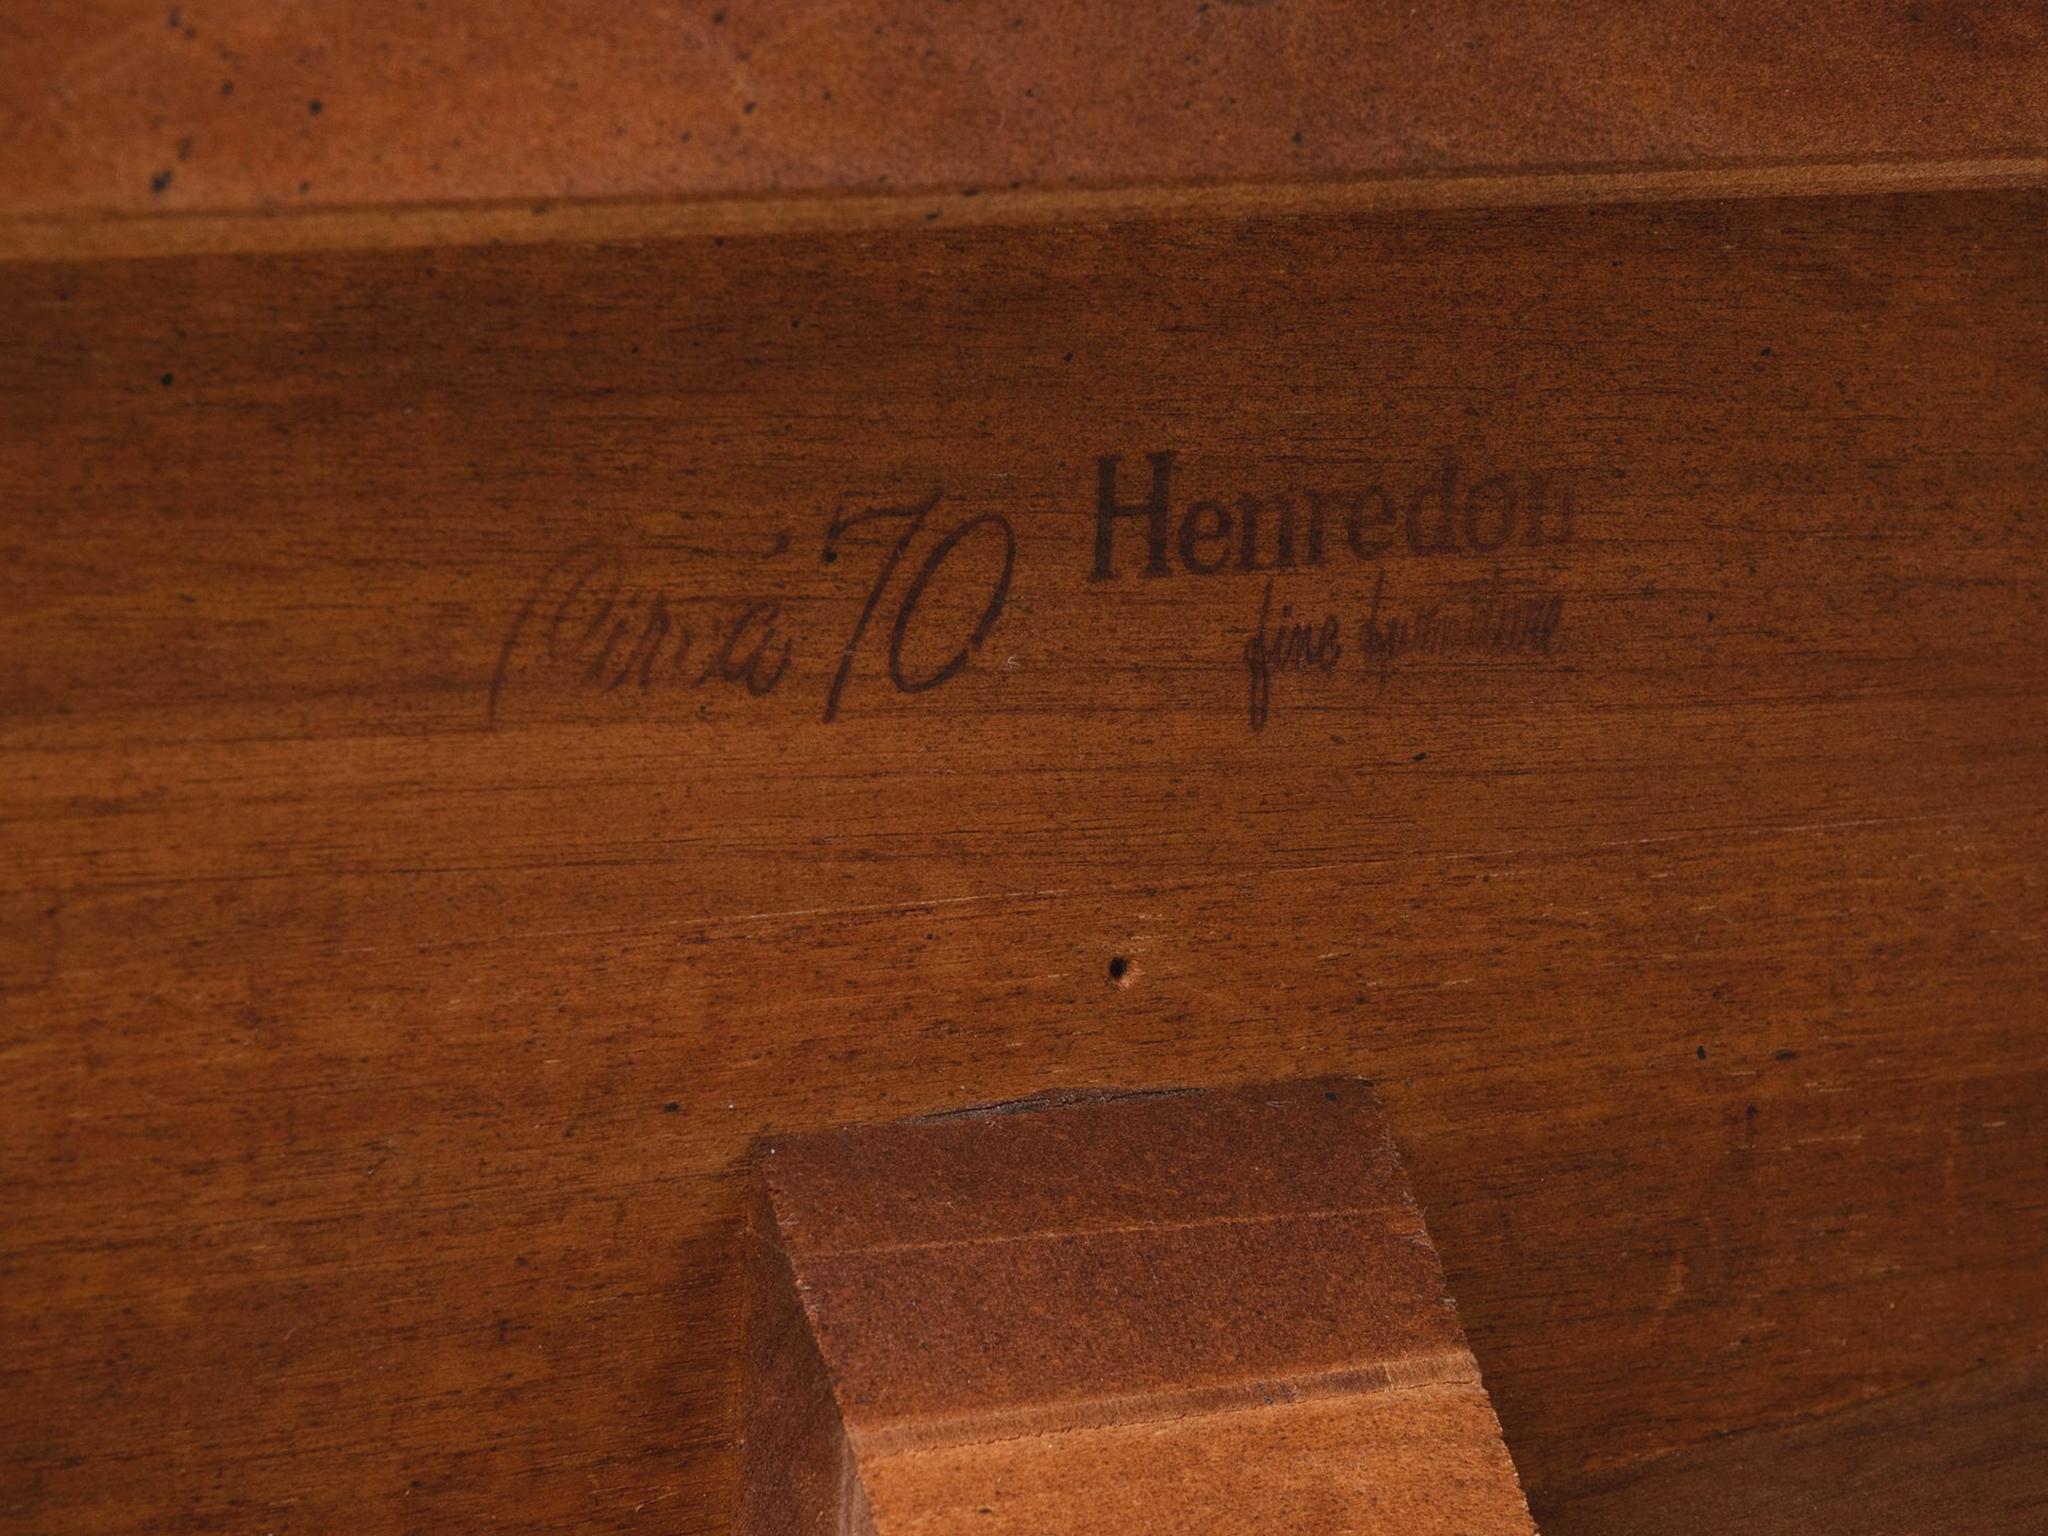 Circa '70
Henredon
fine furniture